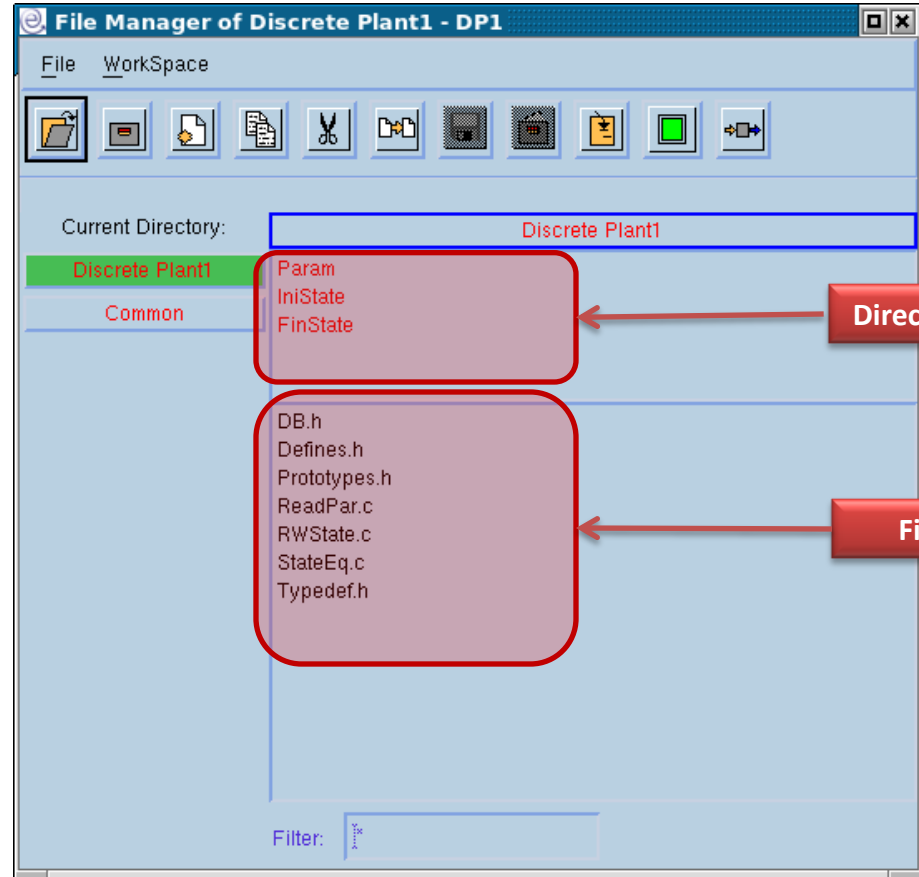 File Manager of Discrete Plant1 - DP1
File WorkSpace
Current Directory:
Discrete Plant1
Discrete Plant1
Common
Param
IniState
FinState
Direc
DB.h
Defines.h
Prototypes.h
ReadPar.c
RWState.c
StateEq.c
Typedef.h
Fi
Filter: